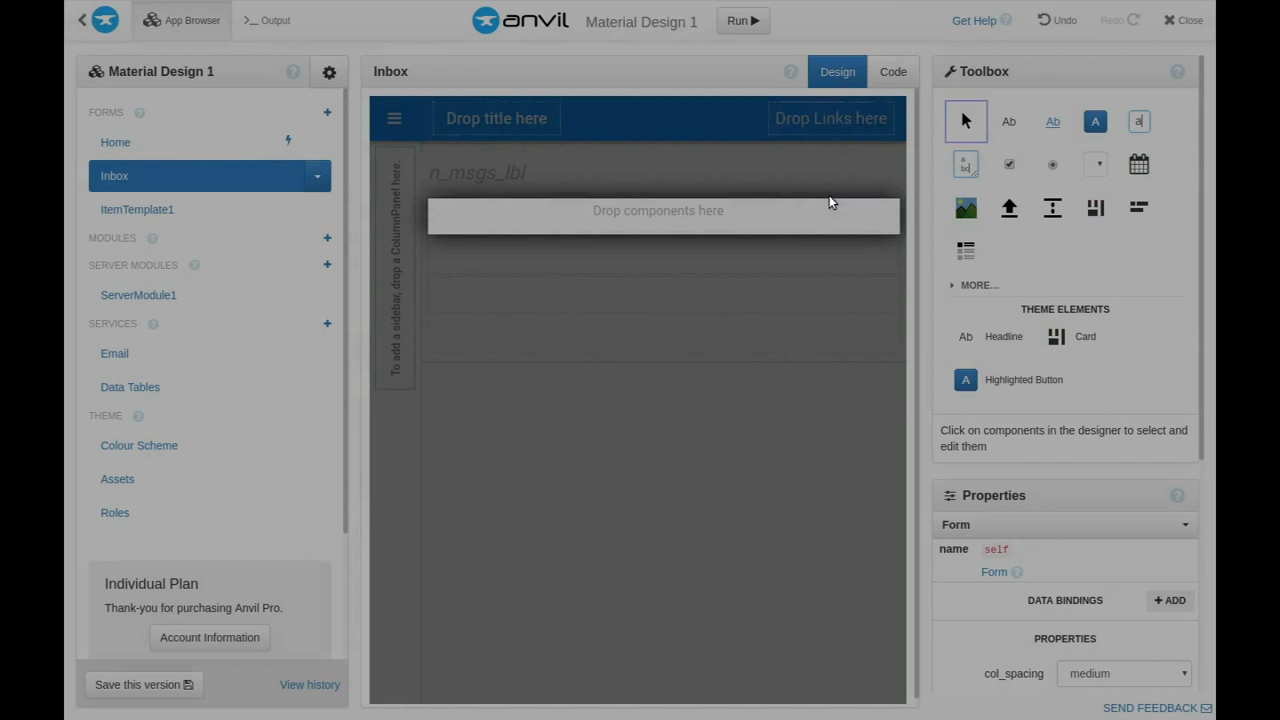 App Browser
Output
anvil
Material Design 1
Run
Get Help
Undo
Redo
Close
Material Design 1
FORMS
Home
Inbox
ItemTemplate1
MODULES
SERVER MODULES
ServerModule1
SERVICES
Email
Data Tables
THEME
Colour Scheme
Assets
Roles
Individual Plan
Thank-you for purchasing Anvil Pro.
Account Information
Save this version
View history
Inbox
Design
Code
Drop title here
Drop Links here
To add a sidebar, drop a ColumnPanel here.
n_msgs_lbl
Drop components here
Toolbox
Ab
Ab
A
a
a
bc
MORE...
THEME ELEMENTS
Ab
Headline
Card
A
Highlighted Button
Click on components in the designer to select and
edit them
Properties
Form
name
self
Form
DATA BINDINGS
+ ADD
PROPERTIES
col_spacing
medium
SEND FEEDBACK